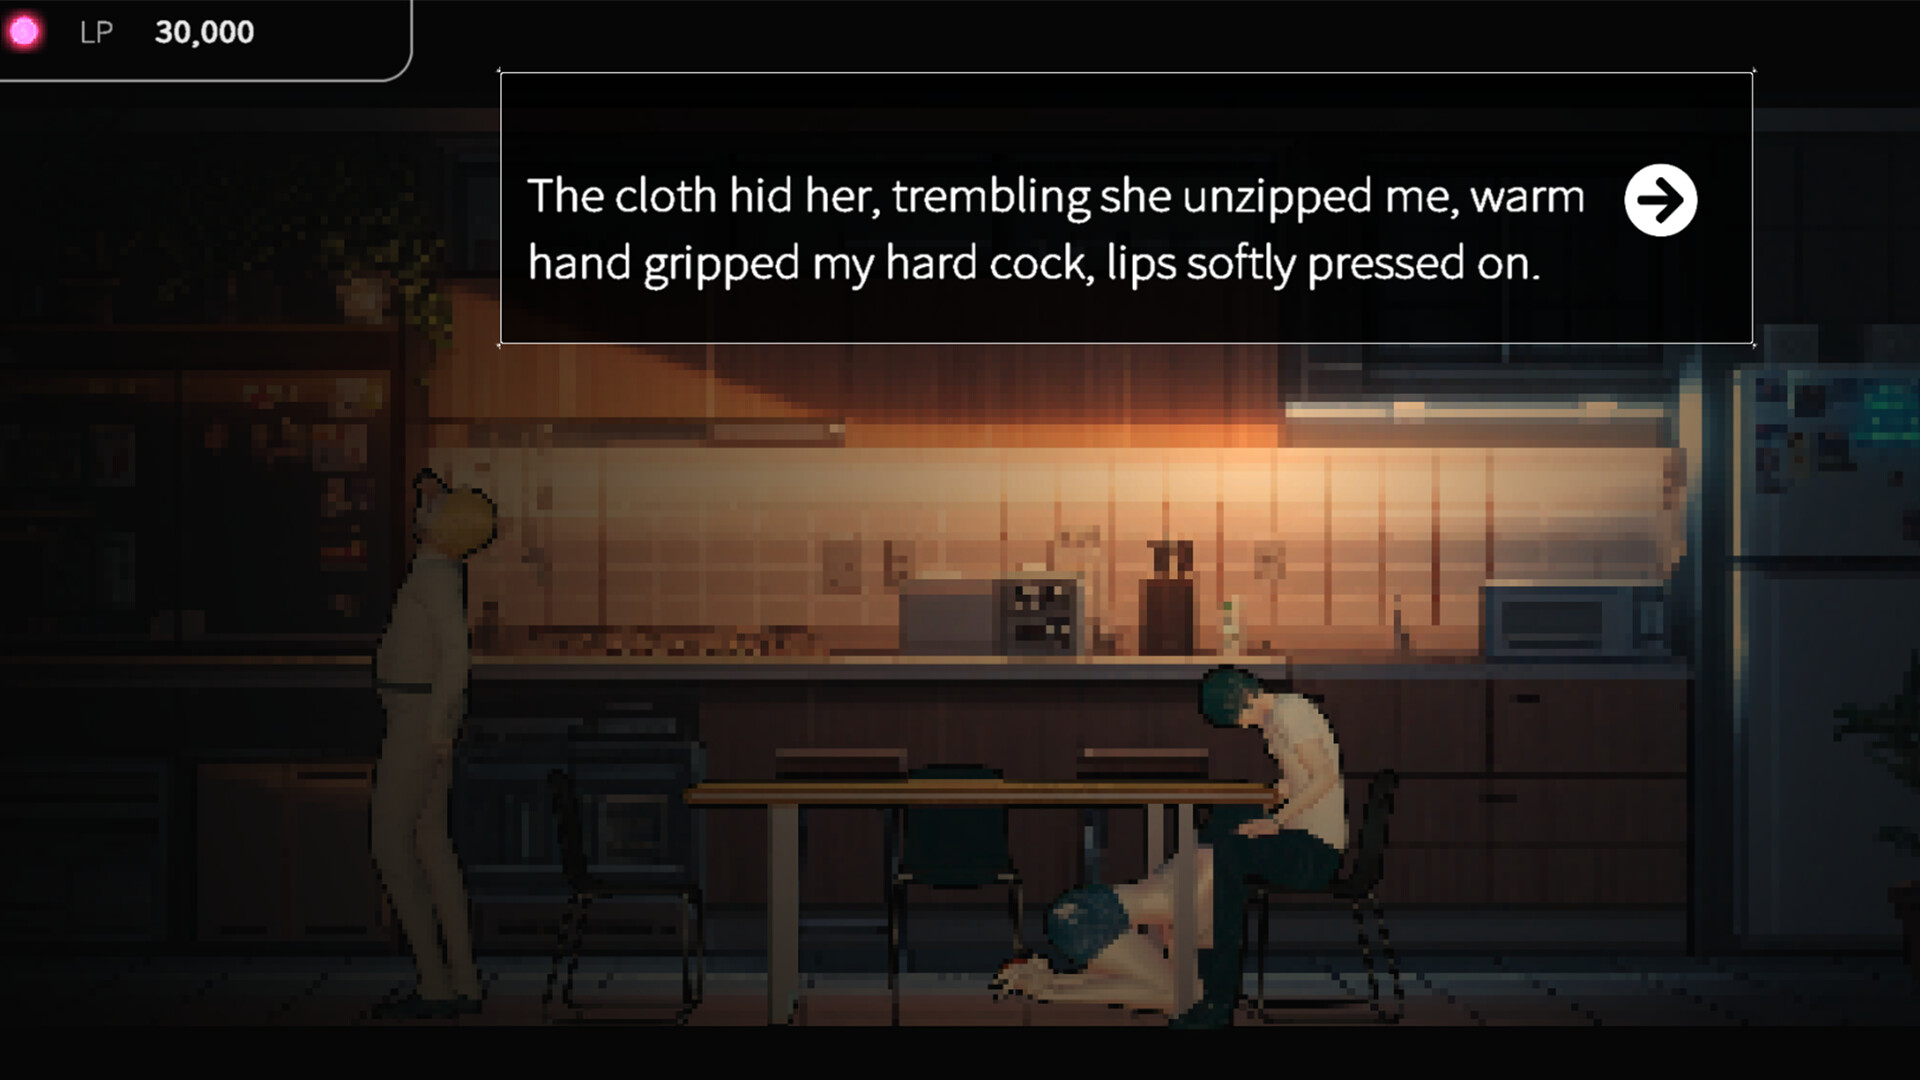 LP 30,000
The cloth hid her, trembling she unzipped me, warm
hand gripped my hard cock, lips softly pressed on.